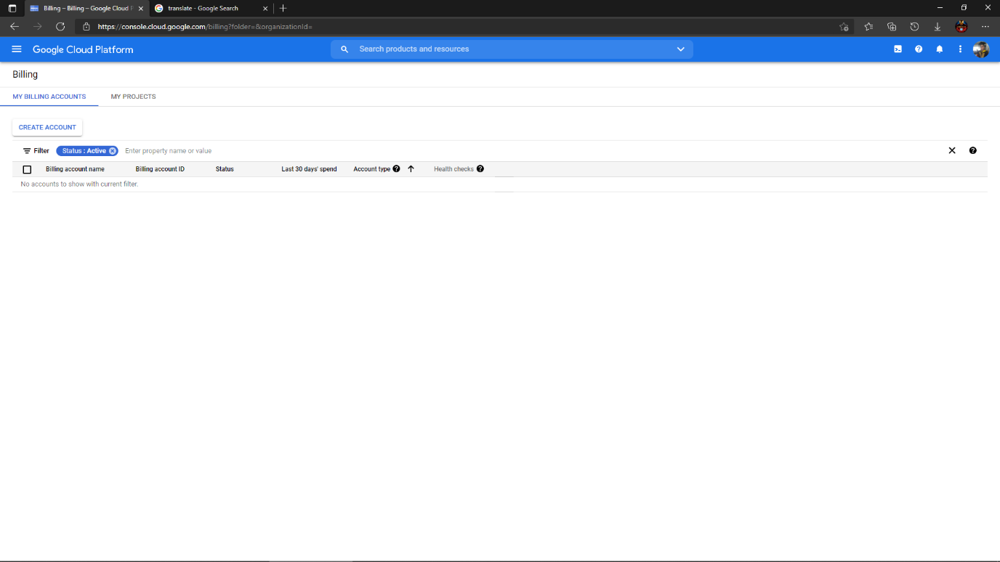 Billing – Billing – Google Cloud P
translate - Google Search
https://console.cloud.google.com/billing?folder=&organizationId=
Google Cloud Platform
Search products and resources
Billing
MY BILLING ACCOUNTS
MY PROJECTS
CREATE ACCOUNT
Filter
Status : Active
Enter property name or value
Billing account name
Billing account ID
Status
Last 30 days' spend
Account type
Health checks
No accounts to show with current filter.